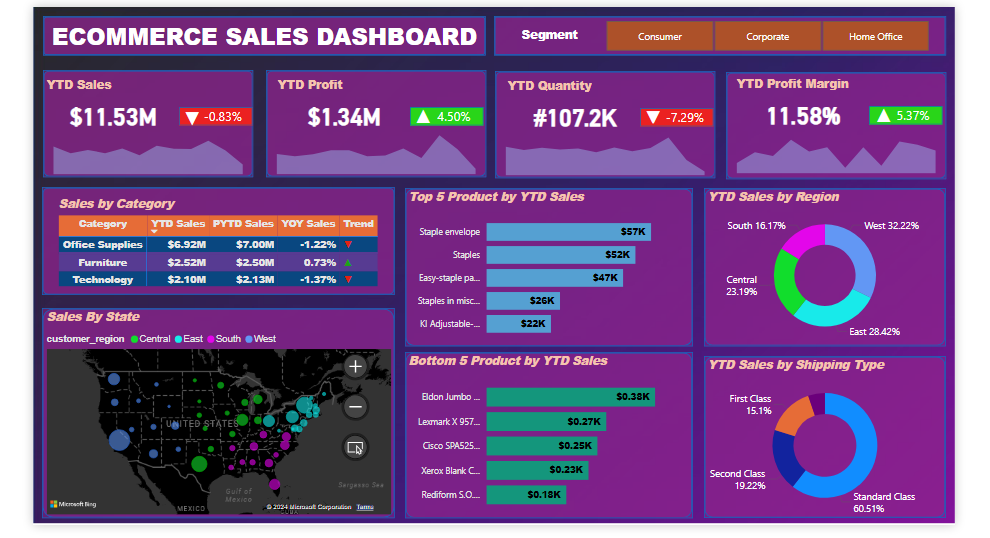 ECOMMERCE SALES DASHBOARD
Segment
Consumer
Corporate
Home Office
YTD Sales
$11.53M
▼ -0.83%
YTD Profit
$1.34M
▲ 4.50%
YTD Quantity
#107.2K
▼ -7.29%
YTD Profit Margin
11.58%
▲ 5.37%
Sales by Category
Category YTD Sales PYTD Sales YOY Sales Trend
Office Supplies $6.92M $7.00M -1.22% ▼
Furniture $2.52M $2.50M 0.73% ▲
Technology $2.10M $2.13M -1.37% ▼
Sales By State
customer_region Central East South West
UNITED STATES
Gulf of
Mexico
Sargasso Sea
MEXICO
Microsoft Bing
© 2024 Microsoft Corporation Terms
Top 5 Product by YTD Sales
Staple envelope $57K
Staples $52K
Easy-staple pa... $47K
Staples in misc... $26K
KI Adjustable-... $22K
Bottom 5 Product by YTD Sales
Eldon Jumbo ... $0.38K
Lexmark X 957... $0.27K
Cisco SPA525... $0.25K
Xerox Blank C... $0.23K
Rediform S.O.... $0.18K
YTD Sales by Region
South 16.17%
West 32.22%
Central
23.19%
East 28.42%
YTD Sales by Shipping Type
First Class
15.1%
Second Class
19.22%
Standard Class
60.51%